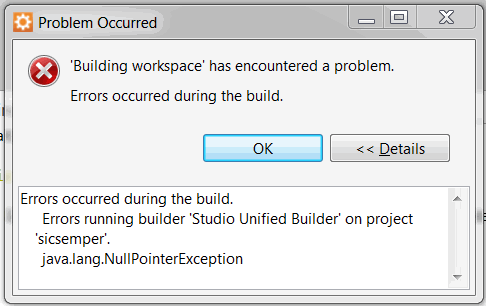 Problem Occurred
'Building workspace' has encountered a problem.
Errors occurred during the build.
OK
<< Details
Errors occurred during the build.
Errors running builder 'Studio Unified Builder' on project
'sicsemper'.
java.lang.NullPointerException